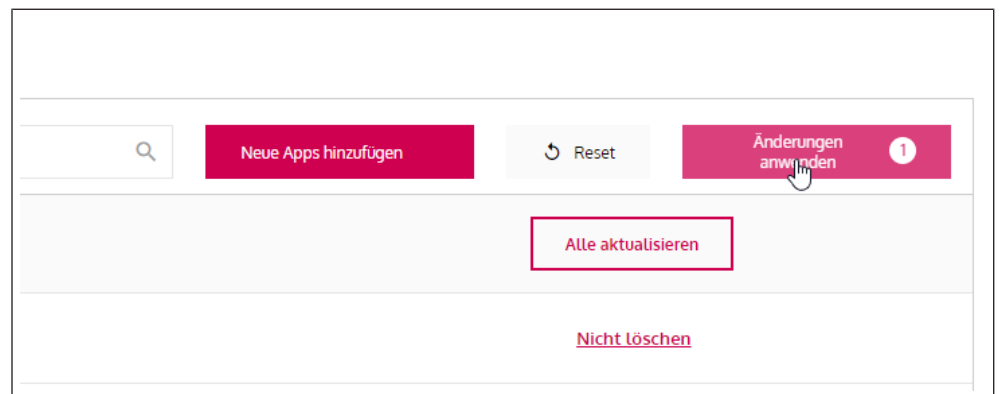 Neue Apps hinzufügen
Reset
Änderungen
anwenden
1
Alle aktualisieren
Nicht löschen